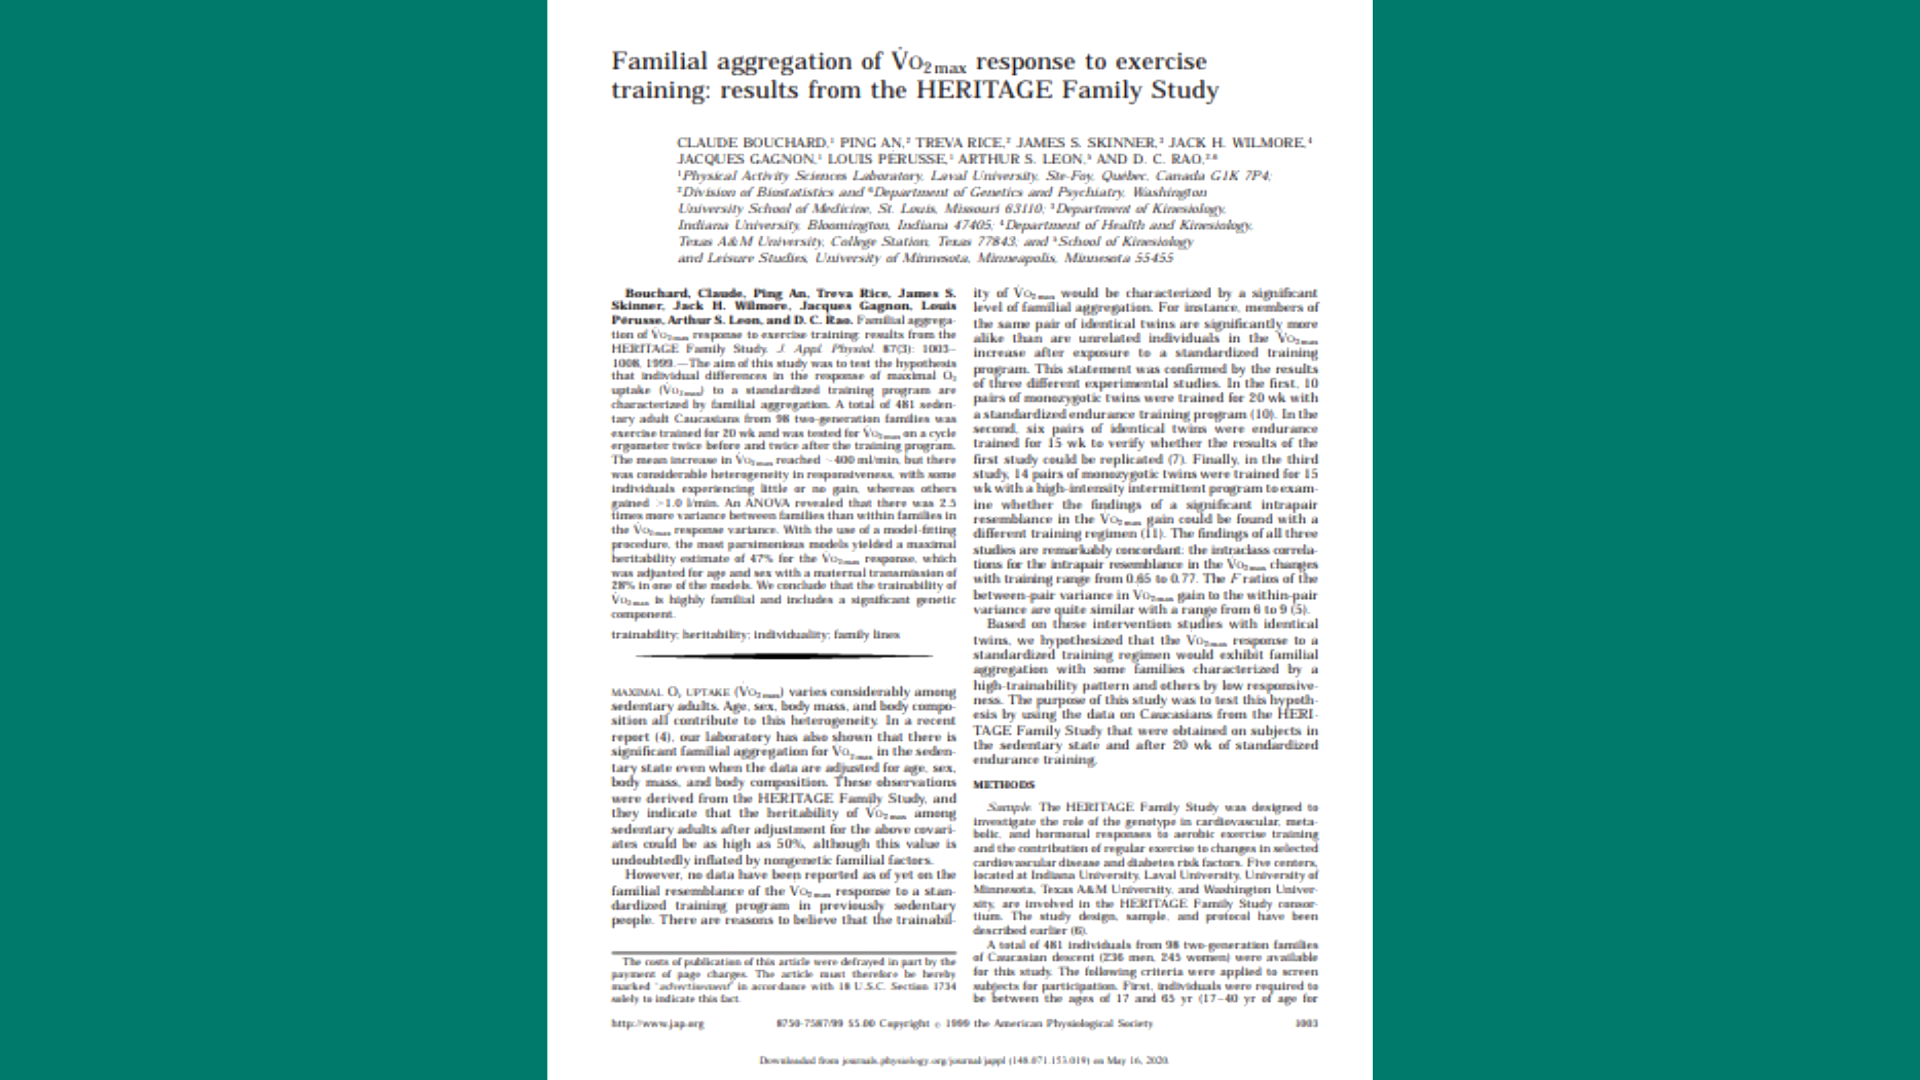 Familial aggregation of V̇O2max response to exercise
training: results from the HERITAGE Family Study
CLAUDE BOUCHARD,1 PING AN,2 TREVA RICE,2 JAMES S. SKINNER,3 JACK H. WILMORE,4
JACQUES GAGNON,1 LOUIS PÉRUSSE,1 ARTHUR S. LEON,5 AND D. C. RAO,2,6
1Physical Activity Sciences Laboratory, Laval University, Ste-Foy, Québec, Canada G1K 7P4;
2Division of Biostatistics and 6Department of Genetics and Psychiatry, Washington
University School of Medicine, St. Louis, Missouri 63110; 3Department of Kinesiology,
Indiana University, Bloomington, Indiana 47405; 4Department of Health and Kinesiology,
Texas A&M University, College Station, Texas 77843; and 5School of Kinesiology
and Leisure Studies, University of Minnesota, Minneapolis, Minnesota 55455
Bouchard, Claude, Ping An, Treva Rice, James S.
Skinner, Jack H. Wilmore, Jacques Gagnon, Louis
Pérusse, Arthur S. Leon, and D. C. Rao. Familial aggrega-
tion of V̇O2max response to exercise training: results from the
HERITAGE Family Study. J. Appl. Physiol. 87(3): 1003–
1008, 1999.—The aim of this study was to test the hypothesis
that individual differences in the response of maximal O2
uptake (V̇O2max) to a standardized training program are
characterized by familial aggregation. A total of 481 seden-
tary adult Caucasians from 98 two-generation families was
exercise trained for 20 wk and was tested for V̇O2max on a cycle
ergometer twice before and twice after the training program.
The mean increase in V̇O2max reached ~400 ml/min, but there
was considerable heterogeneity in responsiveness, with some
individuals experiencing little or no gain, whereas others
gained >1.0 l/min. An ANOVA revealed that there was 2.5
times more variance between families than within families in
the V̇O2max response variance. With the use of a model-fitting
procedure, the most parsimonious models yielded a maximal
heritability estimate of 47% for the V̇O2max response, which
was adjusted for age and sex with a maternal transmission of
28% in one of the models. We conclude that the trainability of
V̇O2max is highly familial and includes a significant genetic
component.
trainability; heritability; individuality; family lines
MAXIMAL O2 UPTAKE (V̇O2max) varies considerably among
sedentary adults. Age, sex, body mass, and body compo-
sition all contribute to this heterogeneity. In a recent
report (4), our laboratory has also shown that there is
significant familial aggregation for V̇O2max in the seden-
tary state even when the data are adjusted for age, sex,
body mass, and body composition. These observations
were derived from the HERITAGE Family Study, and
they indicate that the heritability of V̇O2max among
sedentary adults after adjustment for the above covari-
ates could be as high as 50%, although this value is
undoubtedly inflated by nongenetic familial factors.
However, no data have been reported as of yet on the
familial resemblance of the V̇O2max response to a stan-
dardized training program in previously sedentary
people. There are reasons to believe that the trainabil-
The costs of publication of this article were defrayed in part by the
payment of page charges. The article must therefore be hereby
marked "advertisement" in accordance with 18 U.S.C. Section 1734
solely to indicate this fact.
ity of V̇O2max would be characterized by a significant
level of familial aggregation. For instance, members of
the same pair of identical twins are significantly more
alike than are unrelated individuals in the V̇O2max
increase after exposure to a standardized training
program. This statement was confirmed by the results
of three different experimental studies. In the first, 10
pairs of monozygotic twins were trained for 20 wk with
a standardized endurance training program (10). In the
second, six pairs of identical twins were endurance
trained for 15 wk to verify whether the results of the
first study could be replicated (7). Finally, in the third
study, 14 pairs of monozygotic twins were trained for 15
wk with a high-intensity intermittent program to exam-
ine whether the findings of a significant intrapair
resemblance in the V̇O2max gain could be found with a
different training regimen (11). The findings of all three
studies are remarkably concordant: the intraclass correla-
tions for the intrapair resemblance in the V̇O2max changes
with training range from 0.65 to 0.77. The F ratios of the
between-pair variance in V̇O2max gain to the within-pair
variance are quite similar with a range from 6 to 9 (5).
Based on these intervention studies with identical
twins, we hypothesized that the V̇O2max response to a
standardized training regimen would exhibit familial
aggregation with some families characterized by a
high-trainability pattern and others by low responsive-
ness. The purpose of this study was to test this hypoth-
esis by using the data on Caucasians from the HERI-
TAGE Family Study that were obtained on subjects in
the sedentary state and after 20 wk of standardized
endurance training.
METHODS
Sample. The HERITAGE Family Study was designed to
investigate the role of the genotype in cardiovascular, meta-
bolic, and hormonal responses to aerobic exercise training
and the contribution of regular exercise to changes in selected
cardiovascular disease and diabetes risk factors. Five centers,
located at Indiana University, Laval University, University of
Minnesota, Texas A&M University, and Washington Univer-
sity, are involved in the HERITAGE Family Study consor-
tium. The study design, sample, and protocol have been
described earlier (6).
A total of 481 individuals from 98 two-generation families
of Caucasian descent (236 men, 245 women) were available
for this study. The following criteria were applied to screen
subjects for participation. First, individuals were required to
be between the ages of 17 and 65 yr (17–40 yr of age for
http://www.jap.org
8750-7587/99 $5.00 Copyright © 1999 the American Physiological Society
1003
Downloaded from journals.physiology.org/journal/jappl (148.071.153.019) on May 16, 2020.